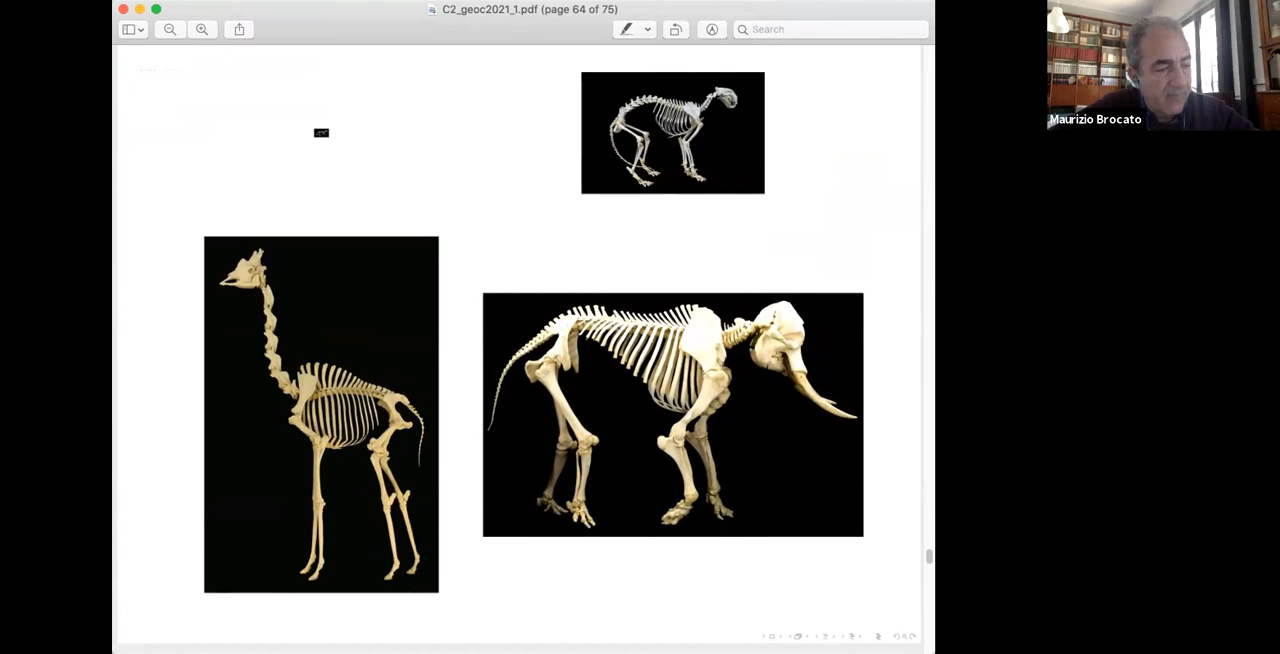 C2_geoc2021_1.pdf (page 64 of 75)
Search
Maurizio Brocato